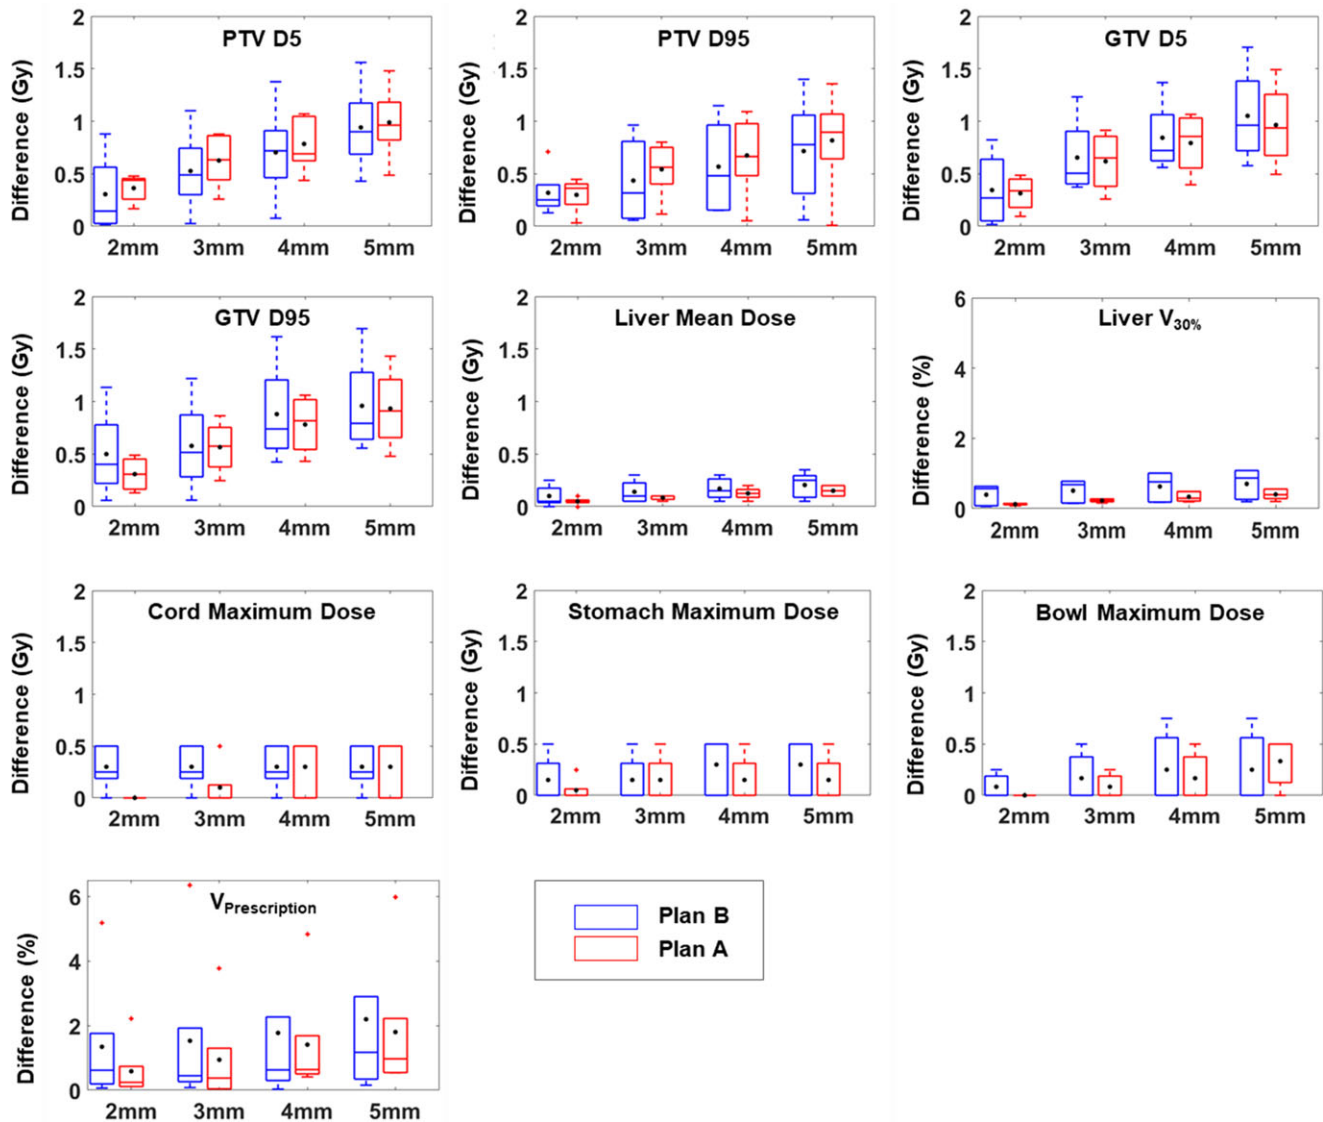 PTV D5
Difference (Gy)
2
1.5
1
0.5
0
2mm 3mm 4mm 5mm
PTV D95
Difference (Gy)
2
1.5
1
0.5
0
2mm 3mm 4mm 5mm
GTV D5
Difference (Gy)
2
1.5
1
0.5
0
2mm 3mm 4mm 5mm
GTV D95
Difference (Gy)
2
1.5
1
0.5
0
2mm 3mm 4mm 5mm
Liver Mean Dose
Difference (Gy)
2
1.5
1
0.5
0
2mm 3mm 4mm 5mm
Liver V30%
Difference (%)
6
4
2
0
2mm 3mm 4mm 5mm
Cord Maximum Dose
Difference (Gy)
2
1.5
1
0.5
0
2mm 3mm 4mm 5mm
Stomach Maximum Dose
Difference (Gy)
2
1.5
1
0.5
0
2mm 3mm 4mm 5mm
Bowl Maximum Dose
Difference (Gy)
2
1.5
1
0.5
0
2mm 3mm 4mm 5mm
VPrescription
Difference (%)
6
4
2
0
2mm 3mm 4mm 5mm
Plan B
Plan A